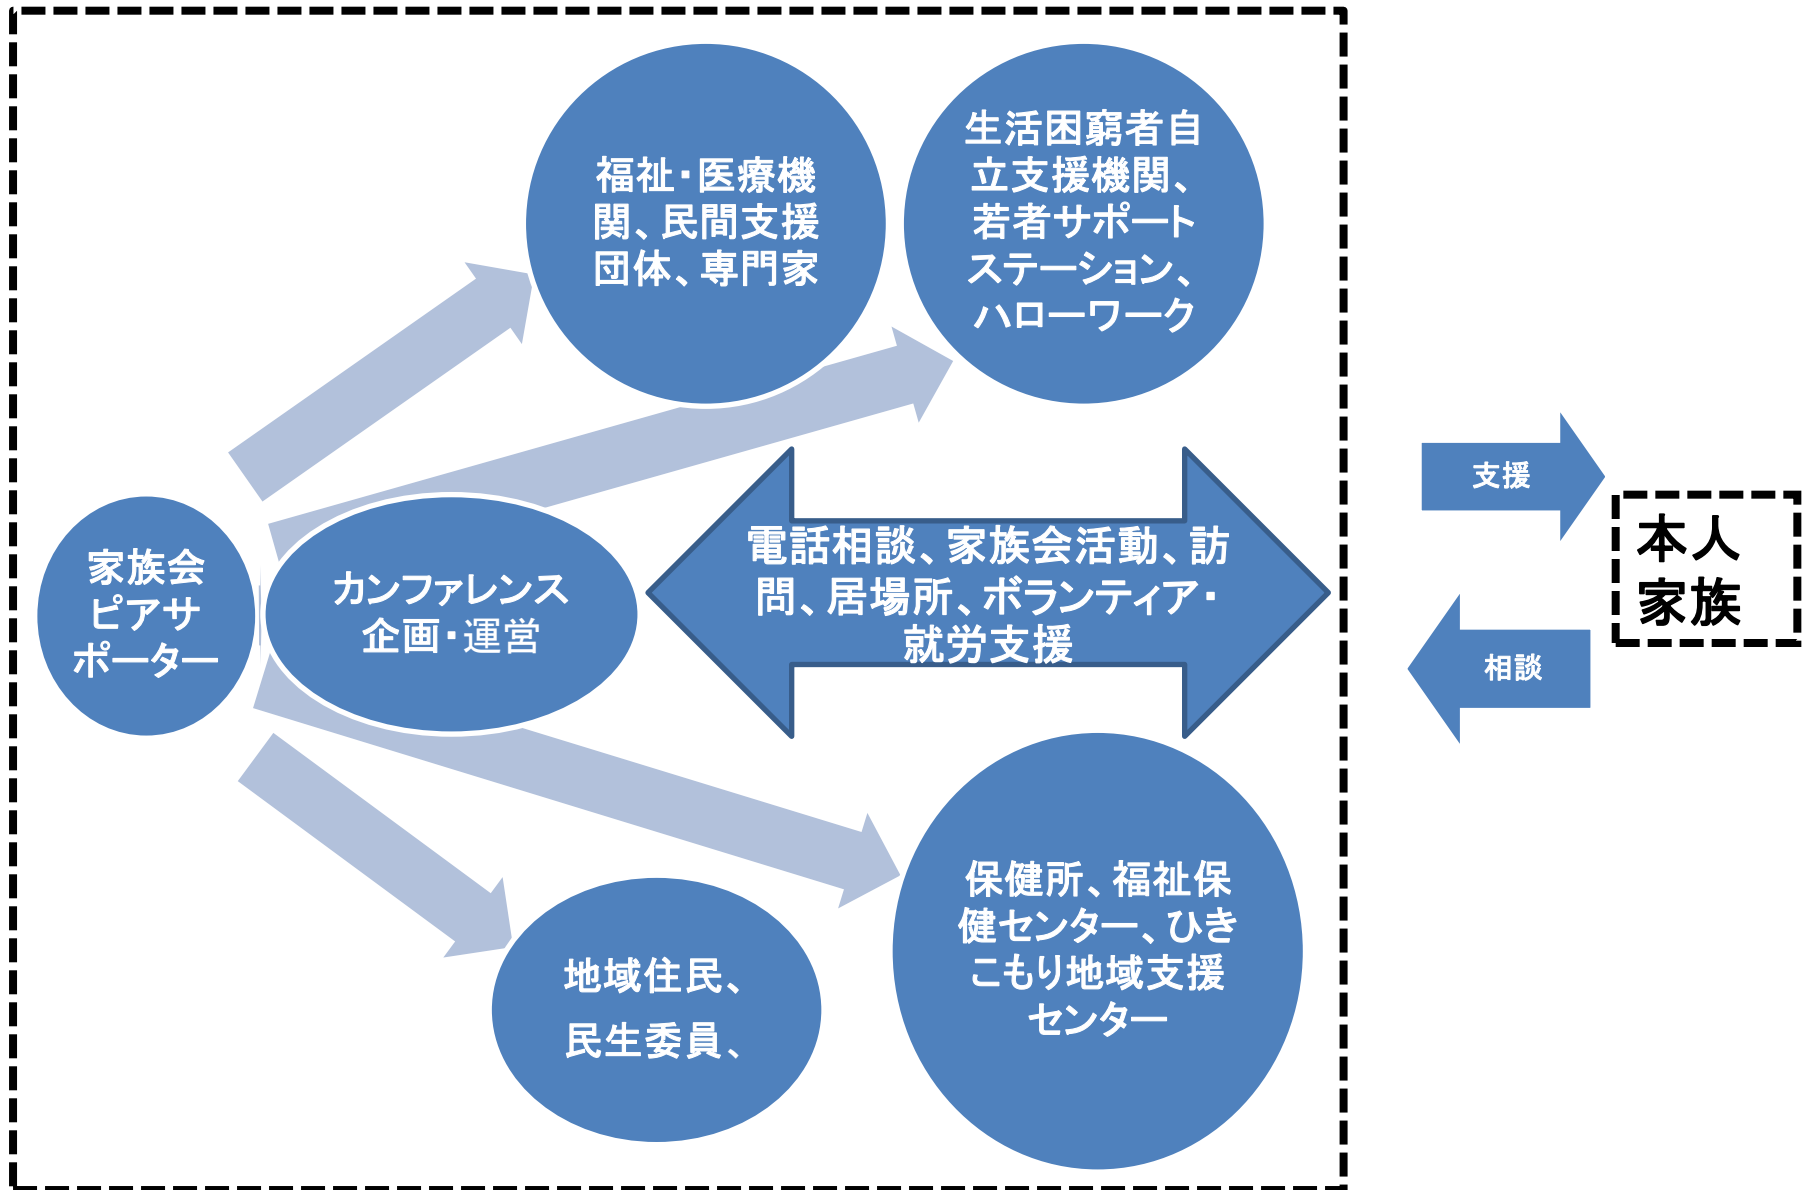 福祉・医療機
関、民間支援
団体、専門家
生活困窮者自
立支援機関、
若者サポート
ステーション、
ハローワーク
家族会
ピアサ
ポーター
カンファレンス
企画・運営
電話相談、家族会活動、訪
問、居場所、ボランティア・
就労支援
支援
本人
家族
相談
地域住民、
民生委員、
保健所、福祉保
健センター、ひき
こもり地域支援
センター